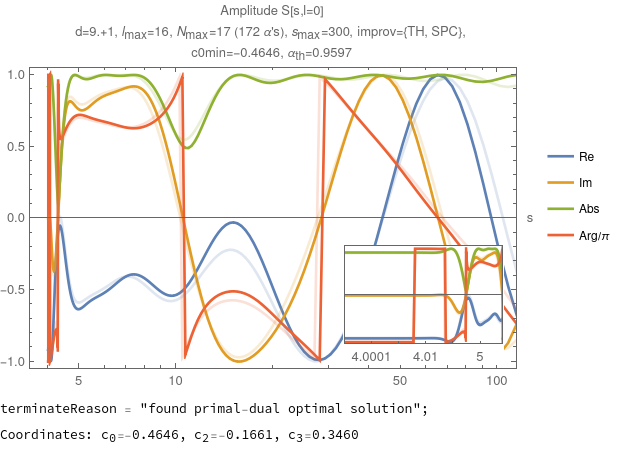 Amplitude S[s,l=0]
d=9.+1, lmax=16, Nmax=17 (172 α's), smax=300, improv={TH, SPC},
c0min=-0.4646, αth=0.9597
1.0
0.5
0.0
-0.5
-1.0
s
Re
Im
Abs
Arg/π
4.0001 4.01 5
5 10 50 100
terminateReason = "found primal-dual optimal solution";
Coordinates: c0=-0.4646, c2=-0.1661, c3=0.3460